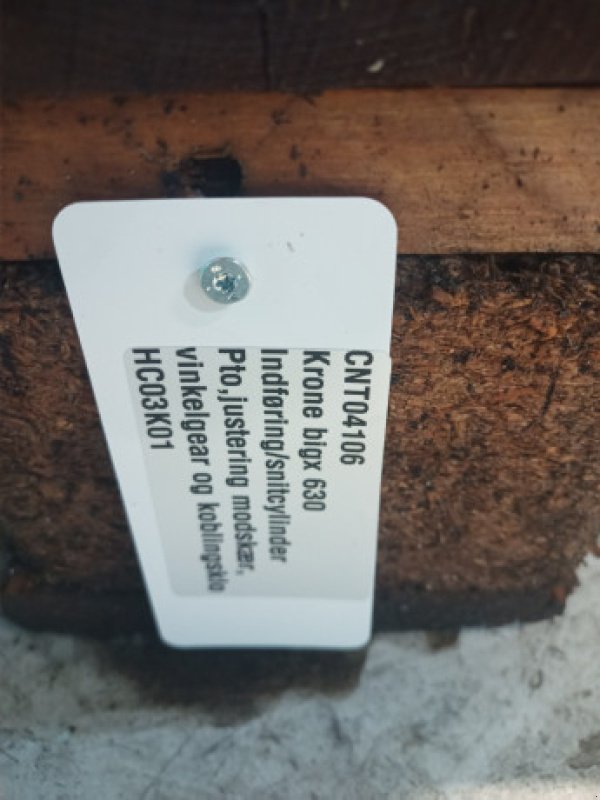 CNT04106
Krone bigx 630
Indføring/snitcylinder
Pto,justering modskær,
vinkelgear og koblingsklo
HC03K01